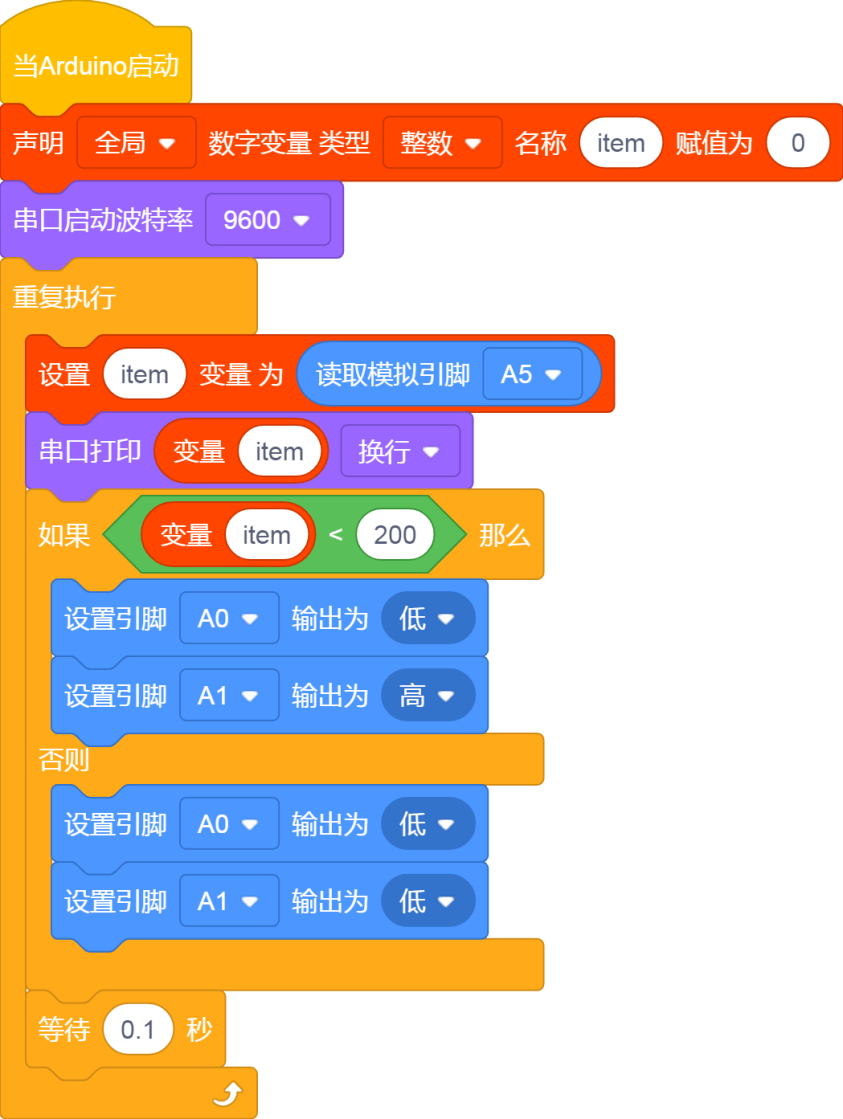 当Arduino启动
声明 全局 数字变量 类型 整数 名称 item 赋值为 0
串口启动波特率 9600
重复执行
设置 item 变量 为 读取模拟引脚 A5
串口打印 变量 item 换行
如果 变量 item < 200 那么
设置引脚 A0 输出为 低
设置引脚 A1 输出为 高
否则
设置引脚 A0 输出为 低
设置引脚 A1 输出为 低
等待 0.1 秒